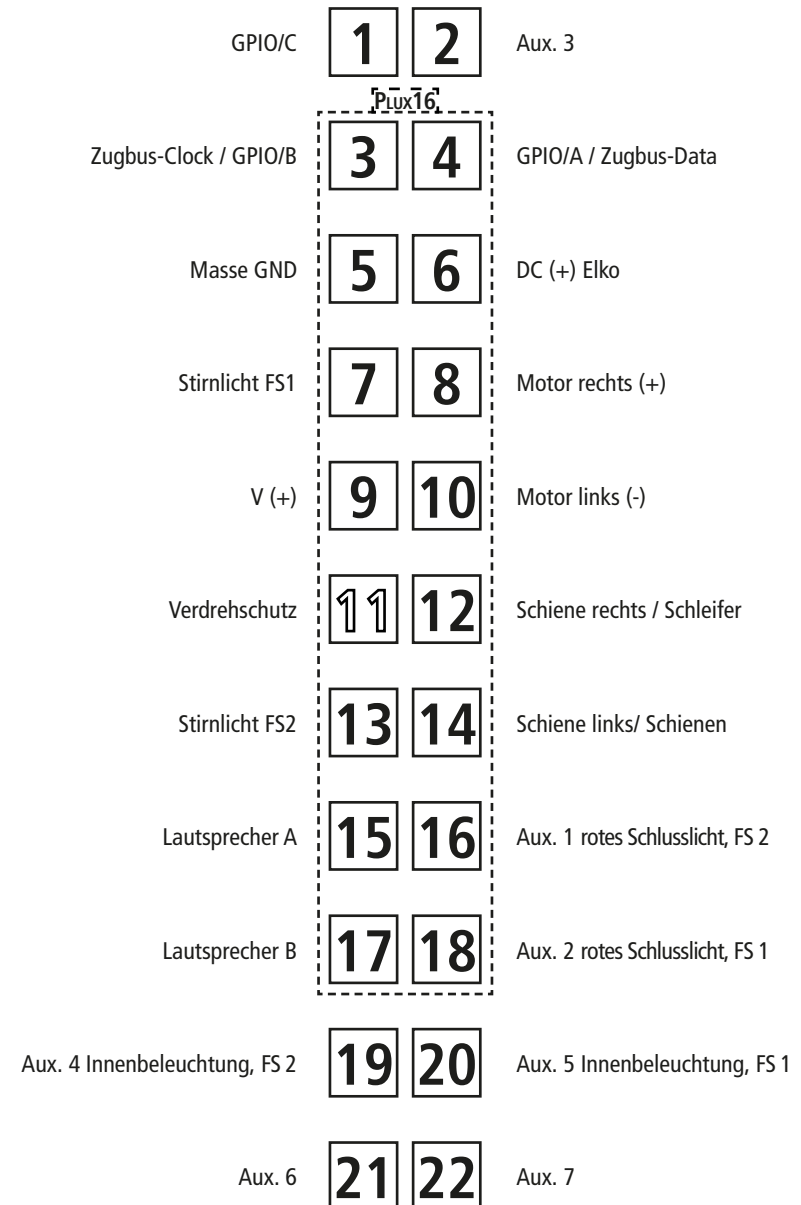 GPIO/C 1 2 Aux. 3
PLUX16
Zugbus-Clock / GPIO/B 3 4 GPIO/A / Zugbus-Data
Masse GND 5 6 DC (+) Elko
Stirnlicht FS1 7 8 Motor rechts (+)
V (+) 9 10 Motor links (-)
Verdrehschutz 11 12 Schiene rechts / Schleifer
Stirnlicht FS2 13 14 Schiene links/ Schienen
Lautsprecher A 15 16 Aux. 1 rotes Schlusslicht, FS 2
Lautsprecher B 17 18 Aux. 2 rotes Schlusslicht, FS 1
Aux. 4 Innenbeleuchtung, FS 2 19 20 Aux. 5 Innenbeleuchtung, FS 1
Aux. 6 21 22 Aux. 7